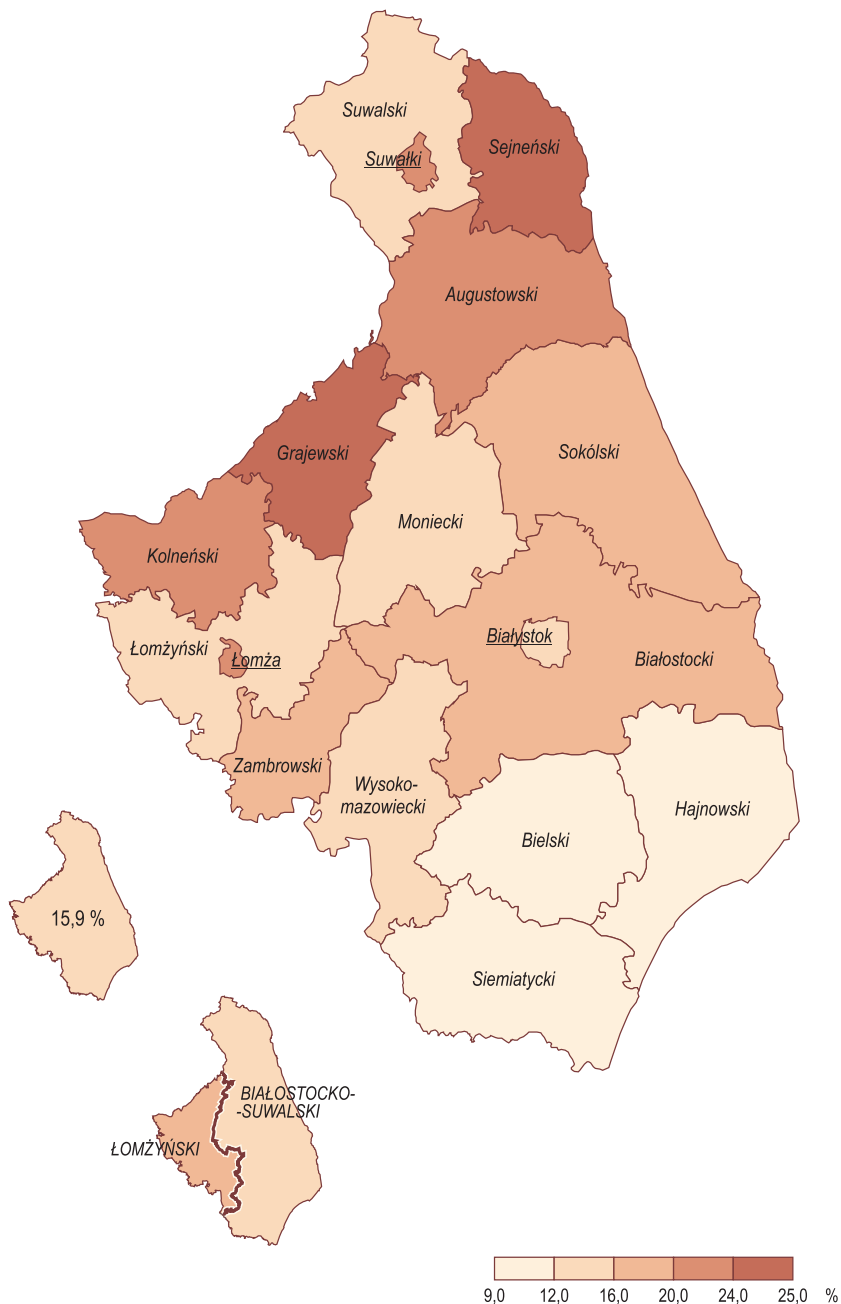 Suwalski
Sejneński
Suwałki
Augustowski
Grajewski
Sokólski
Moniecki
Kolneński
Białystok
Łomżyński
Łomża
Białostocki
Zambrowski
Wysoko-
mazowiecki
Hajnowski
Bielski
15,9 %
Siemiatycki
BIAŁOSTOCKO-
-SUWALSKI
ŁOMŻYŃSKI
9,0 12,0 16,0 20,0 24,0 25,0 %